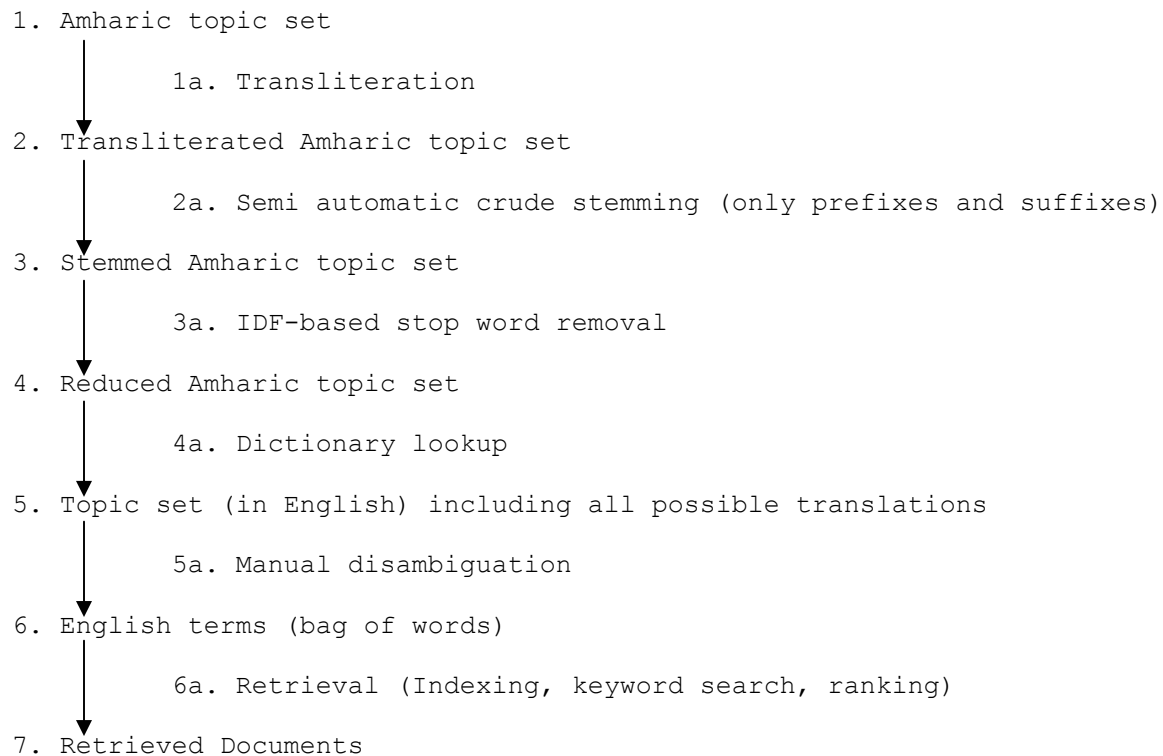 1. Amharic topic set
1a. Transliteration
2. Transliterated Amharic topic set
2a. Semi automatic crude stemming (only prefixes and suffixes)
3. Stemmed Amharic topic set
3a. IDF-based stop word removal
4. Reduced Amharic topic set
4a. Dictionary lookup
5. Topic set (in English) including all possible translations
5a. Manual disambiguation
6. English terms (bag of words)
6a. Retrieval (Indexing, keyword search, ranking)
7. Retrieved Documents